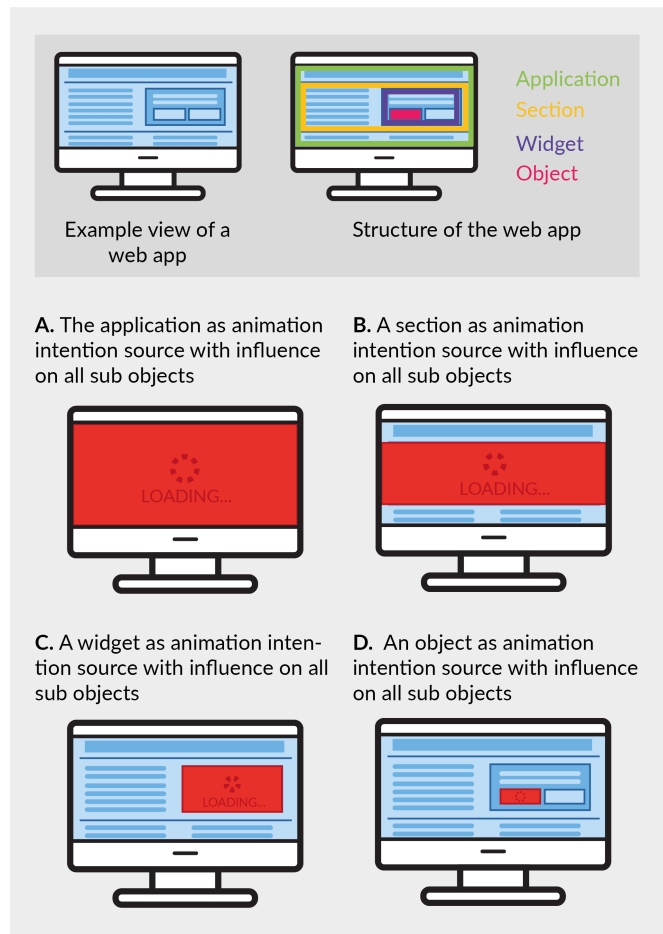 Application
Section
Widget
Object
Example view of a
web app
Structure of the web app
A. The application as animation
intention source with influence
on all sub objects
B. A section as animation
intention source with influence
on all sub objects
LOADING...
LOADING...
C. A widget as animation inten-
tion source with influence on all
sub objects
D. An object as animation
intention source with influence
on all sub objects
LOADING...